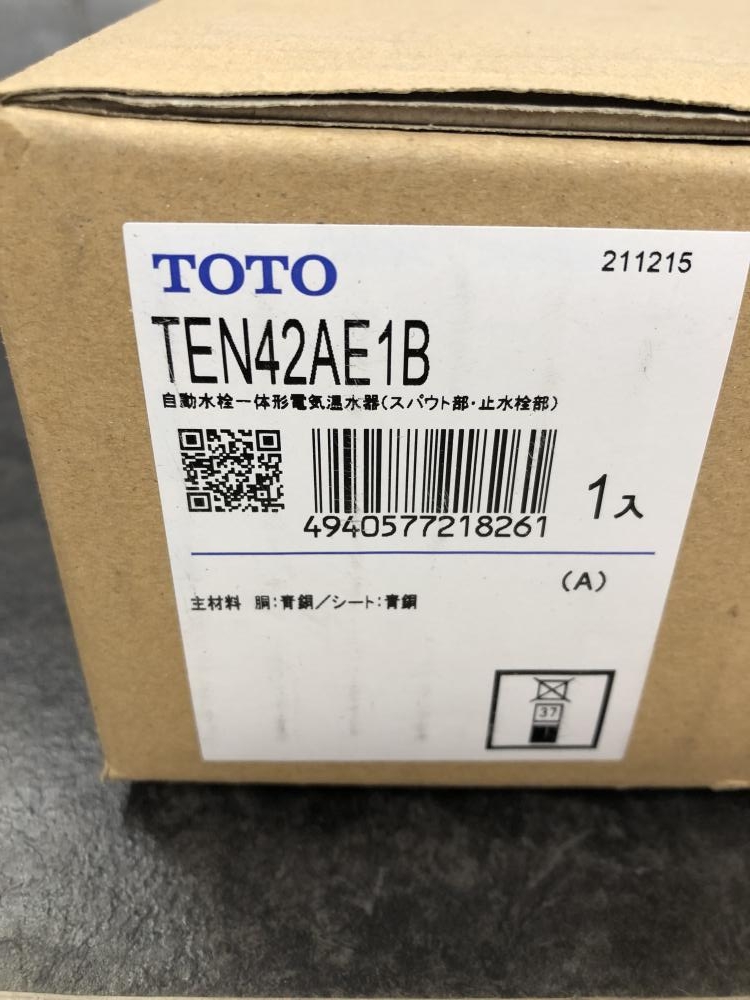 TOTO
211215
TEN42AE1B
自動水栓一体形電気温水器(スパウト部・止水栓部)
4940577218261
1入
(A)
主材料 胴:青銅/シート:青銅
37